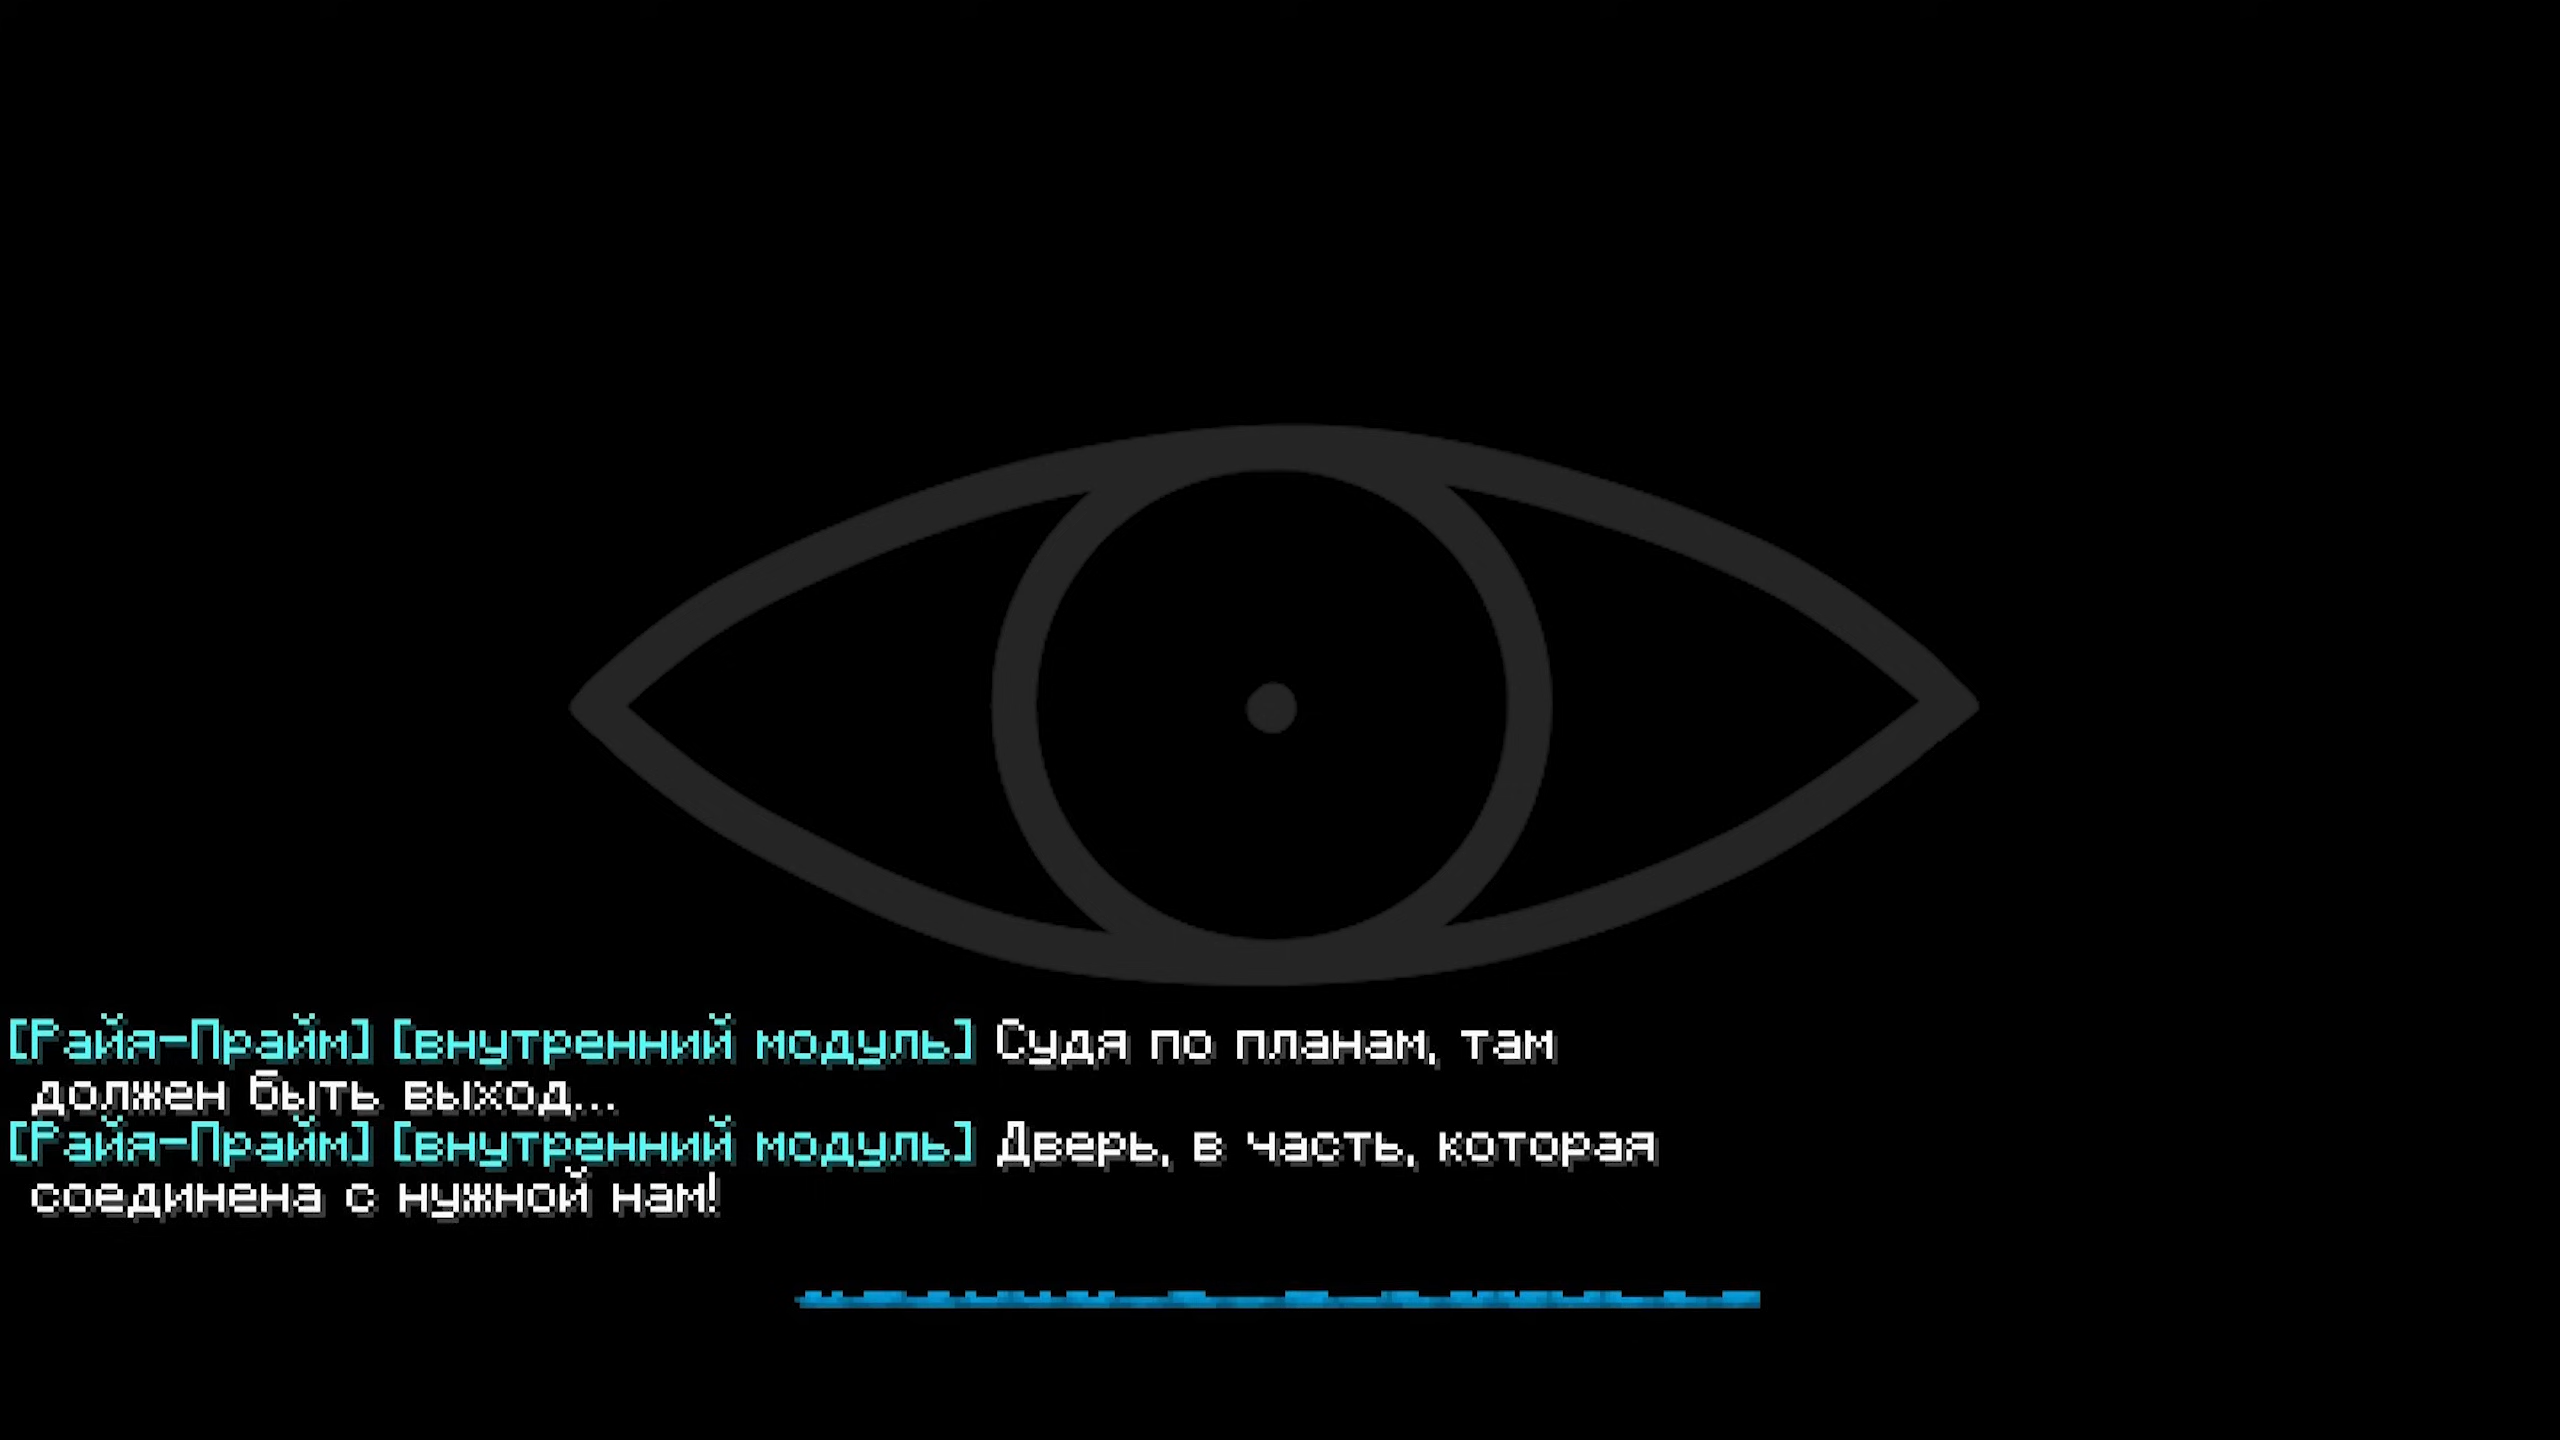 [Райя-Прайм] [внутренний модуль] Судя по планам, там
должен быть выход...
[Райя-Прайм] [внутренний модуль] Дверь, в часть, которая
соединена с нужной нам!